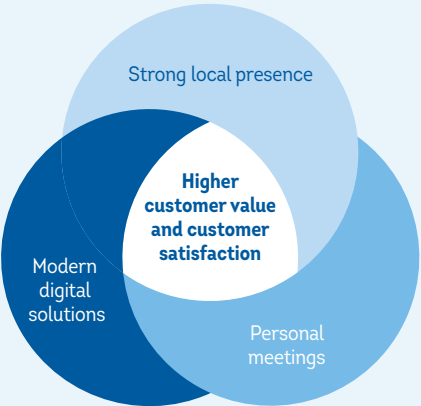 Strong local presence
Higher
customer value
and customer
satisfaction
Modern
digital
solutions
Personal
meetings